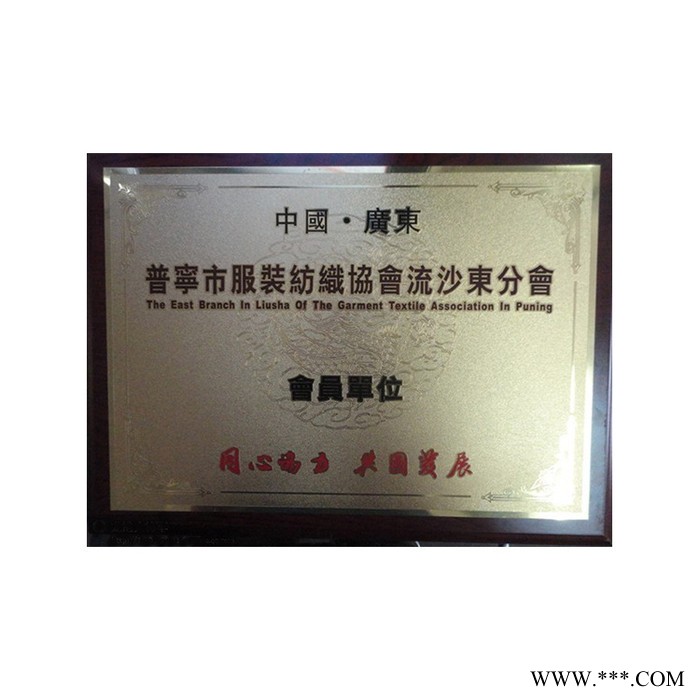 中國·廣東
普寧市服裝紡織協會流沙東分會
The East Branch In Liusha Of The Garment Textile Association In Puning
會員單位
同心協力 共圖發展
WWW.***.COM